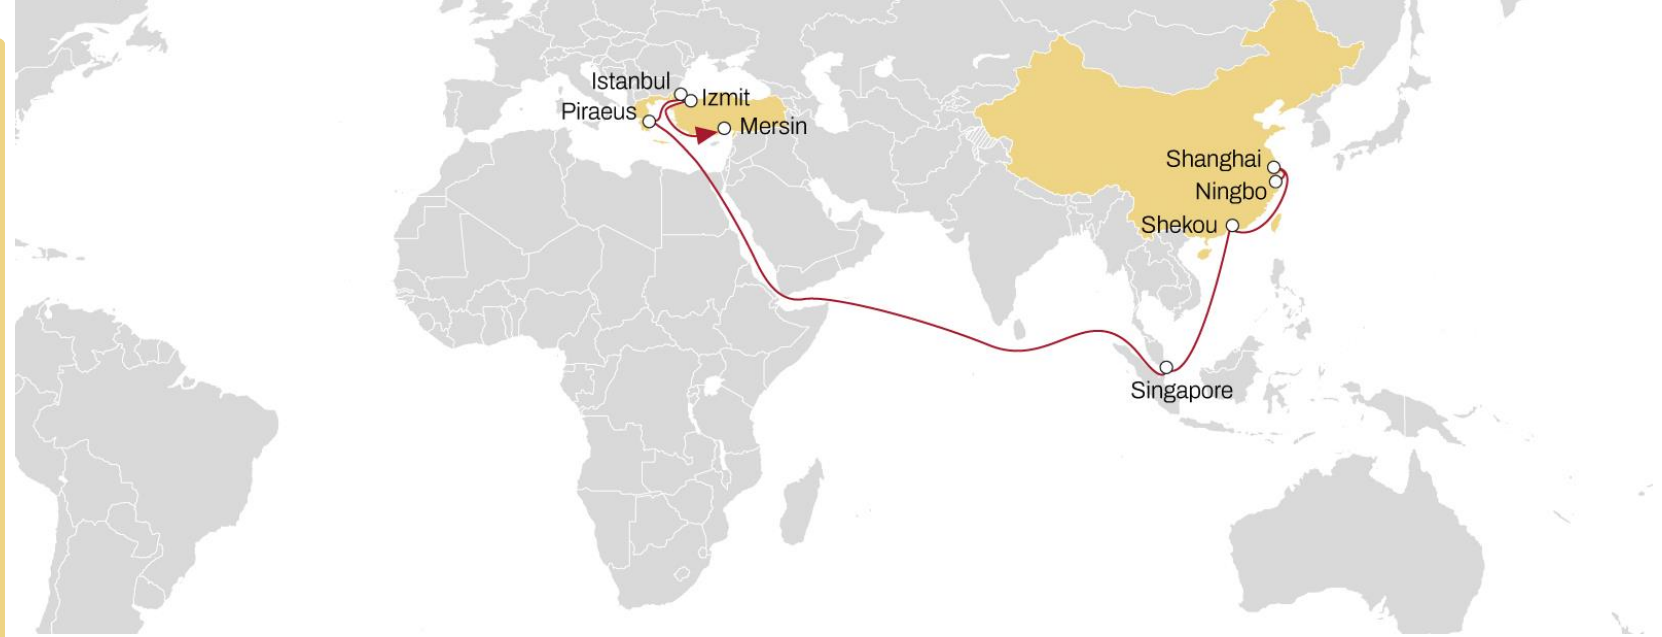 Istanbul
Izmit
Piraeus
Mersin
Shanghai
Ningbo
Shekou
Singapore